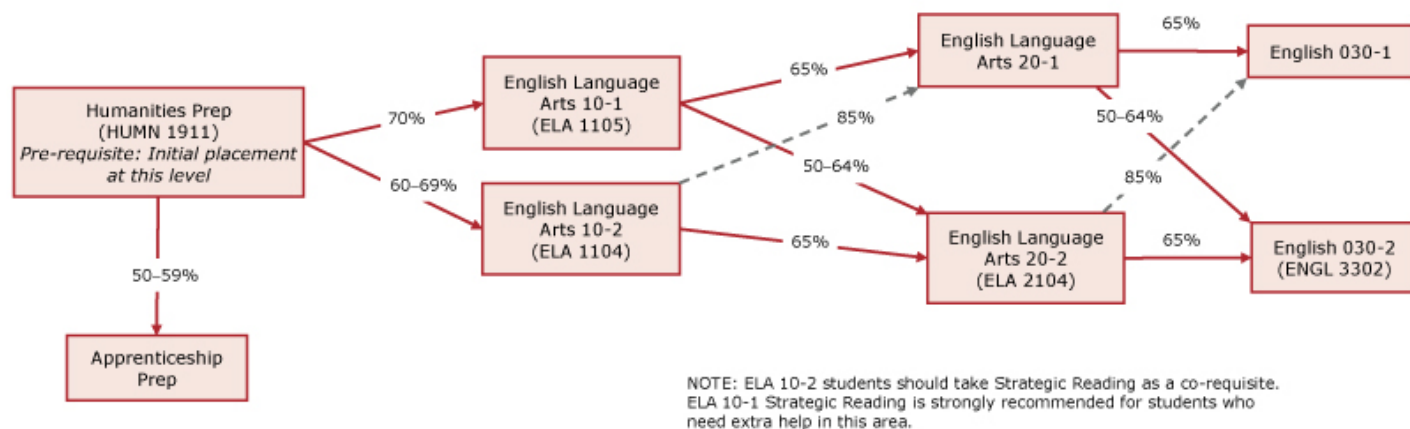 Humanities Prep
(HUMN 1911)
Pre-requisite: Initial placement
at this level
50–59%
Apprenticeship
Prep
70%
60–69%
English Language
Arts 10-1
(ELA 1105)
English Language
Arts 10-2
(ELA 1104)
65%
85%
50–64%
65%
English Language
Arts 20-1
English Language
Arts 20-2
(ELA 2104)
65%
50–64%
85%
65%
English 030-1
English 030-2
(ENGL 3302)
NOTE: ELA 10-2 students should take Strategic Reading as a co-requisite.
ELA 10-1 Strategic Reading is strongly recommended for students who
need extra help in this area.